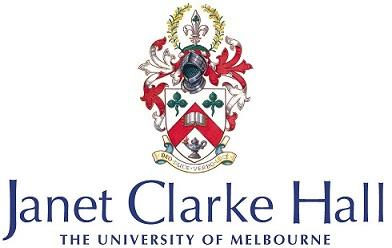 Janet Clarke Hall
THE UNIVERSITY OF MELBOURNE